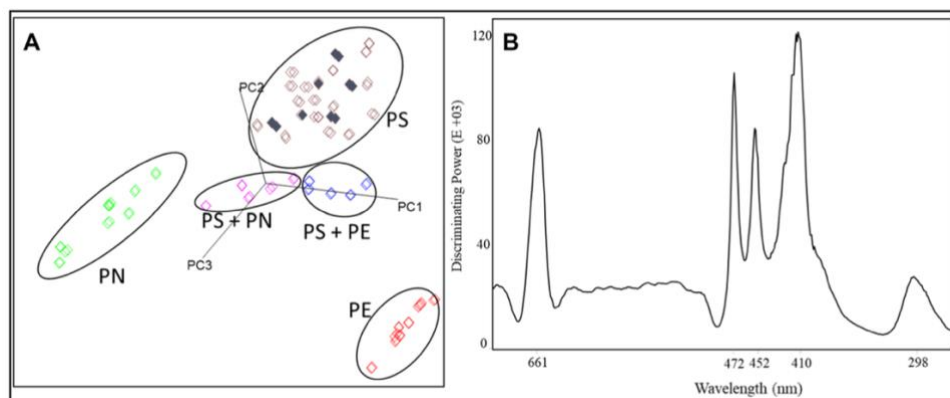 A
PC2
PS
PS + PN
PS + PE
PC1
PN
PC3
PE
B
Discriminating Power (E +03)
120
80
40
0
661
472
452
410
298
Wavelength (nm)